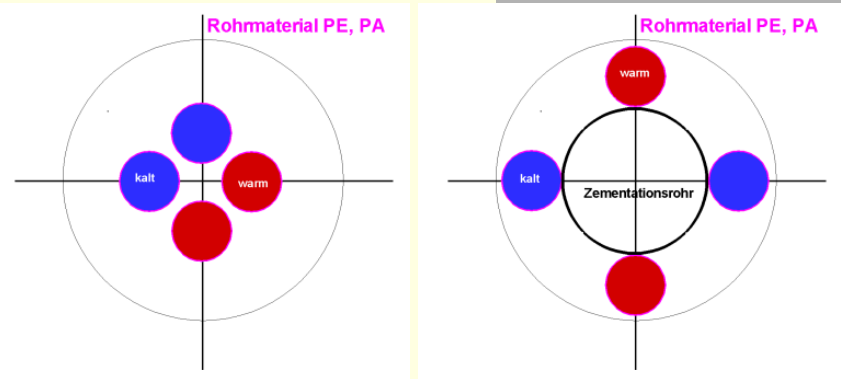 Rohrmaterial PE, PA
kalt
warm
Rohrmaterial PE, PA
warm
kalt
Zementationsrohr